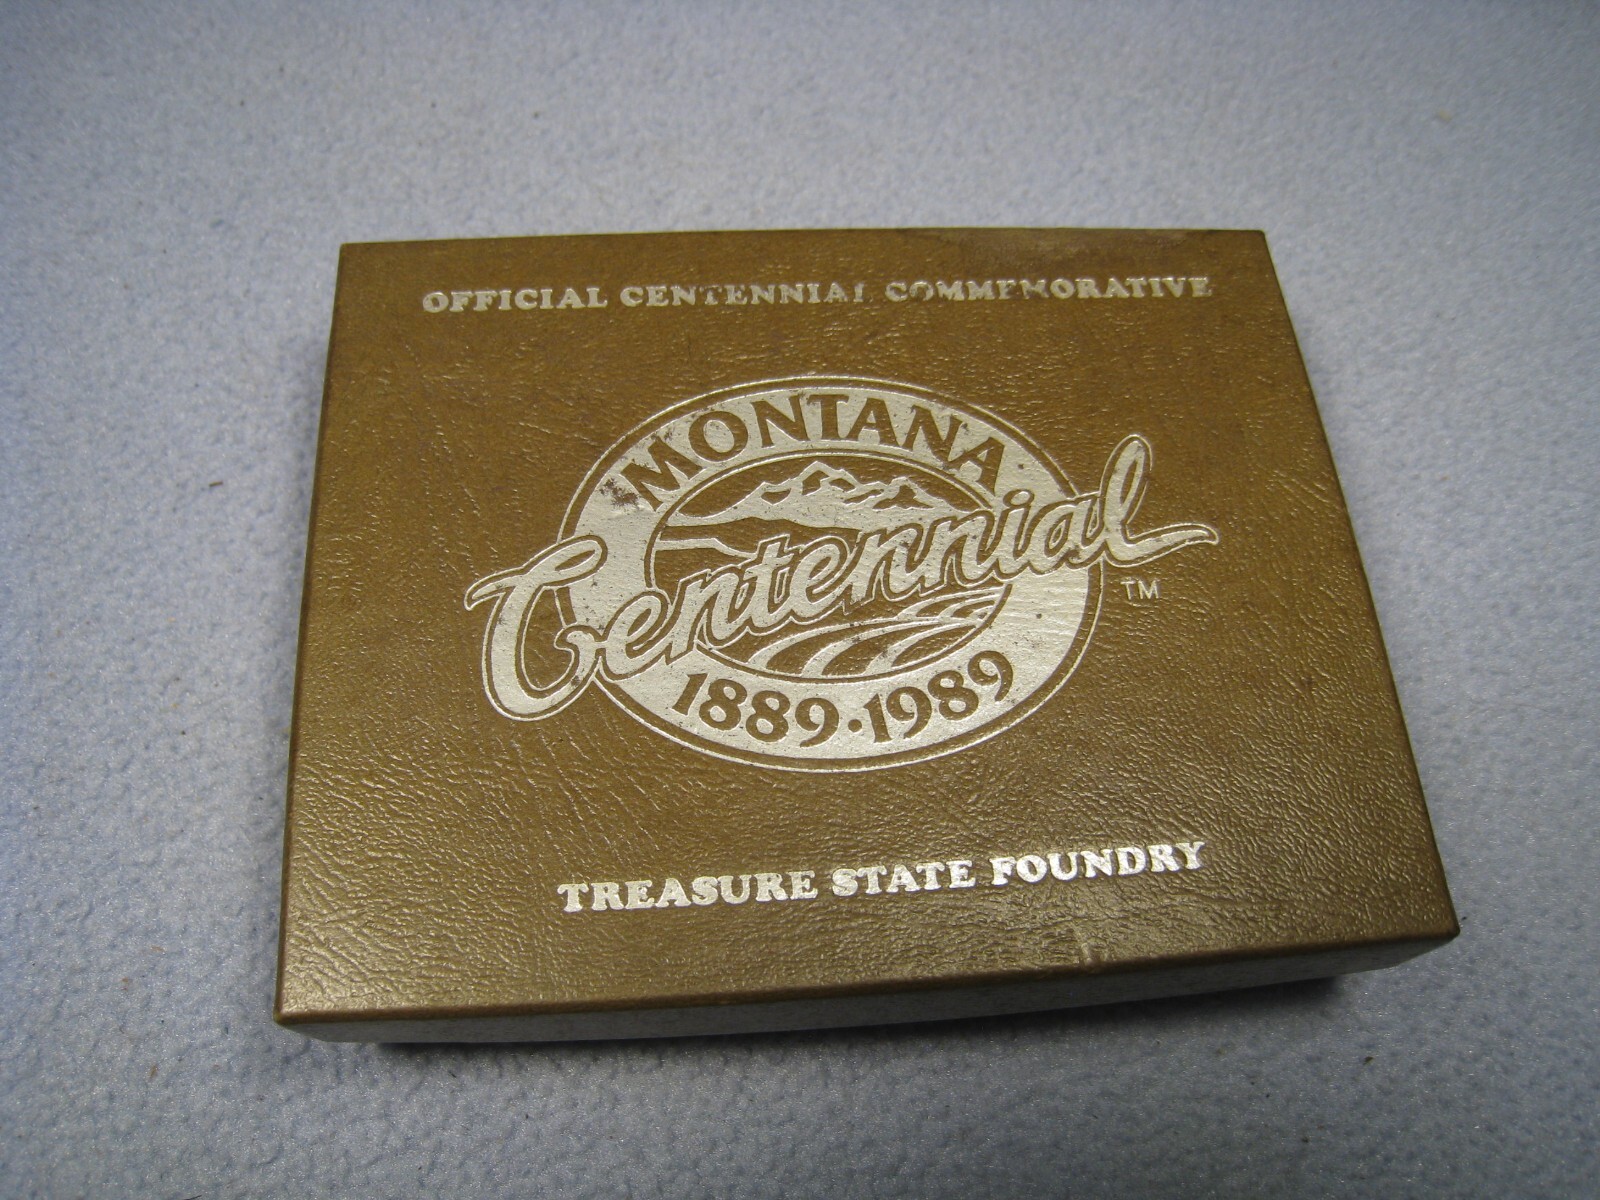 OFFICIAL CENTENNIAL COMMEMORATIVE
MONTANA
Centennial
TM
1889·1989
TREASURE STATE FOUNDRY